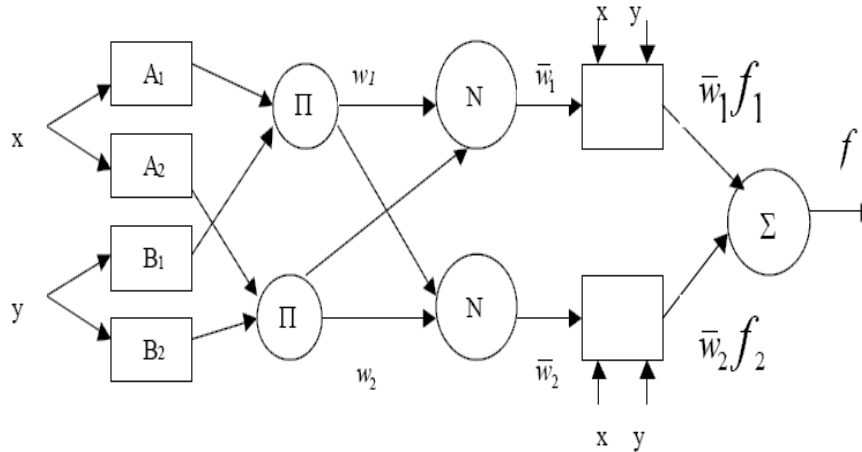 x y
A₁
w₁
w̄₁
w̄₁f₁
Π
N
f
x
A₂
B₁
Σ
y
Π
N
B₂
w₂
w̄₂
w̄₂f₂
x y